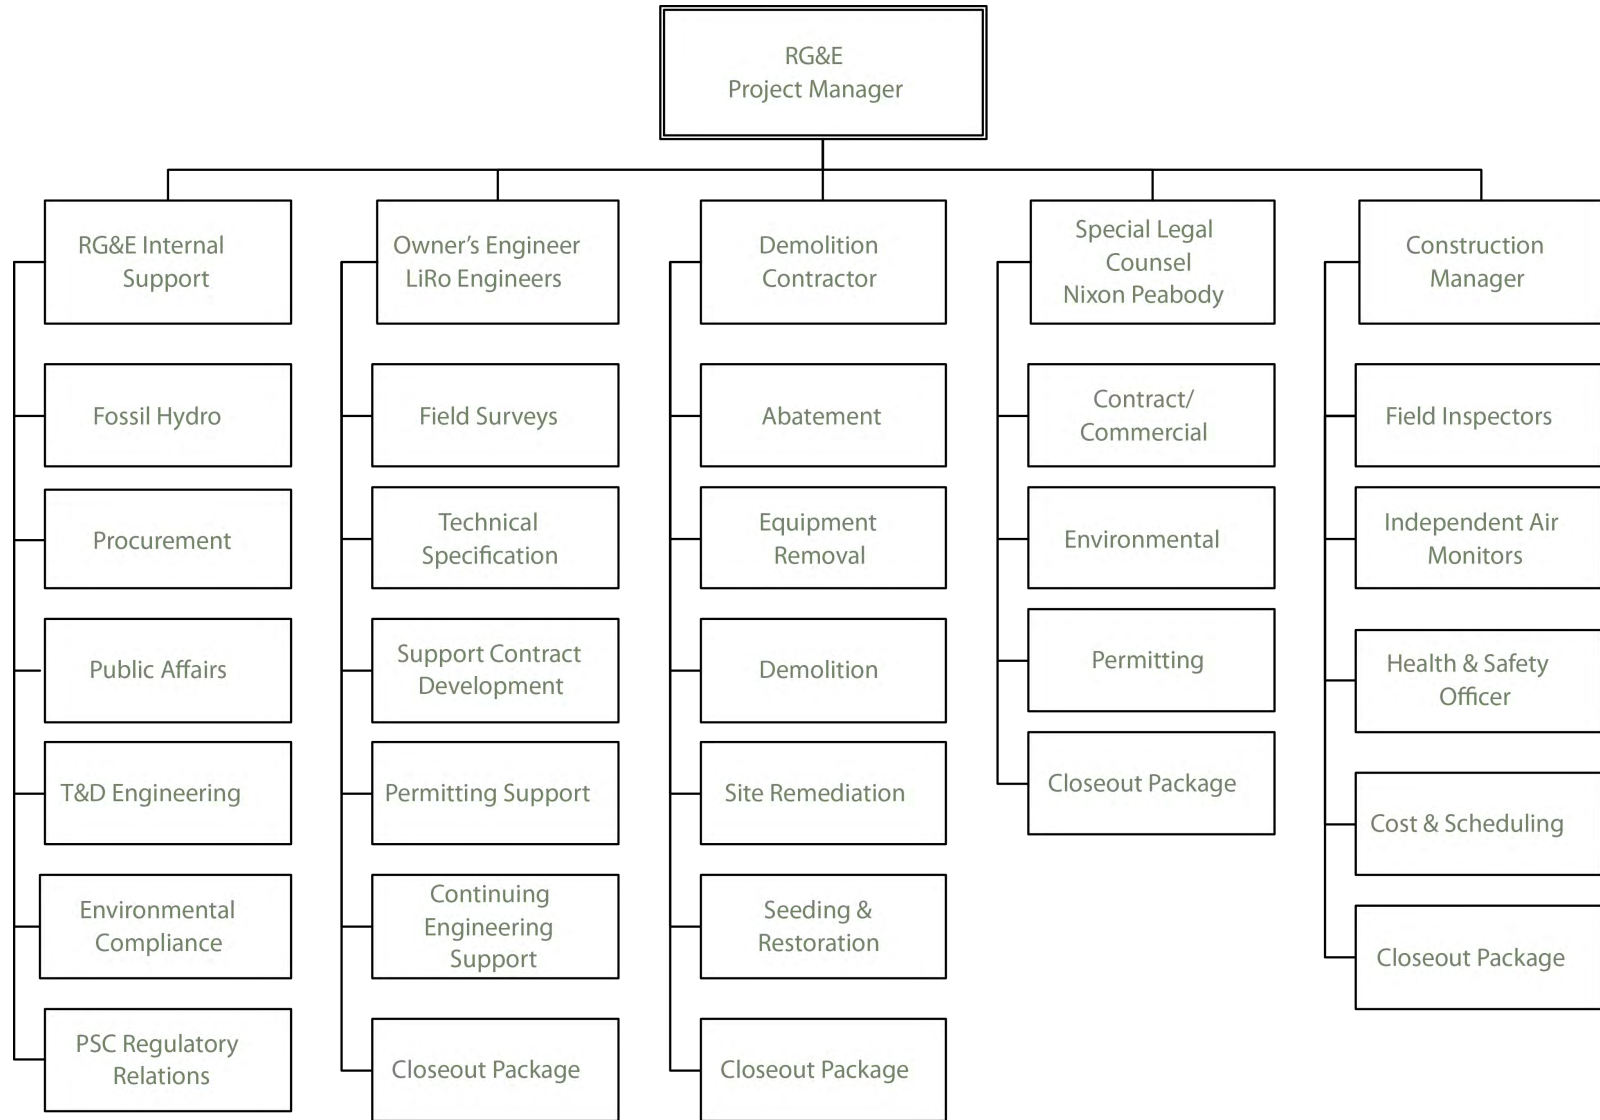 RG&E
Project Manager
RG&E Internal
Support
Fossil Hydro
Procurement
Public Affairs
T&D Engineering
Environmental
Compliance
PSC Regulatory
Relations
Owner’s Engineer
LiRo Engineers
Field Surveys
Technical
Specification
Support Contract
Development
Permitting Support
Continuing
Engineering
Support
Closeout Package
Demolition
Contractor
Abatement
Equipment
Removal
Demolition
Site Remediation
Seeding &
Restoration
Closeout Package
Special Legal
Counsel
Nixon Peabody
Contract/
Commercial
Environmental
Permitting
Closeout Package
Construction
Manager
Field Inspectors
Independent Air
Monitors
Health & Safety
Officer
Cost & Scheduling
Closeout Package